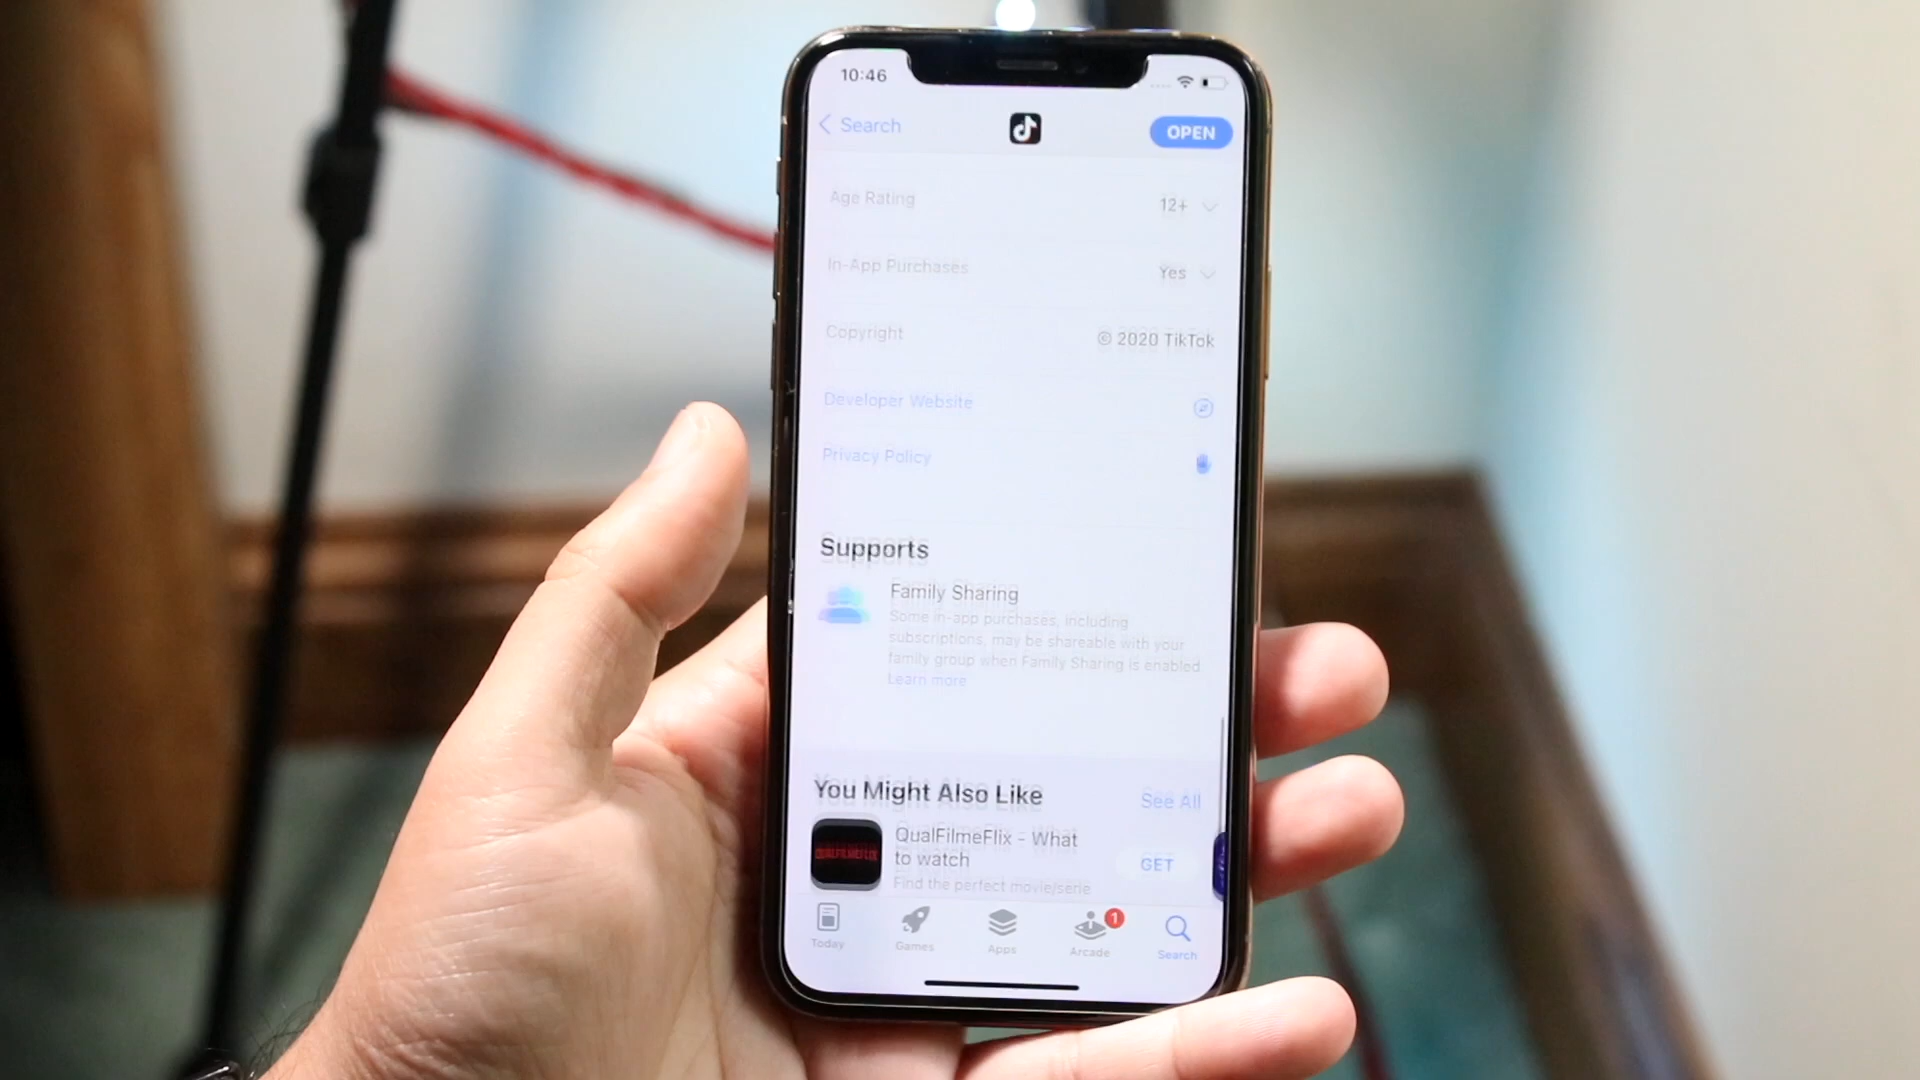 10:46
Search
OPEN
Age Rating
12+
In-App Purchases
Yes
Copyright
© 2020 TikTok
Developer Website
Privacy Policy
Supports
Family Sharing
Some in-app purchases, including
subscriptions, may be shareable with your
family group when Family Sharing is enabled.
Learn more
You Might Also Like
See All
QUALFILMEFLIX
QualFilmeFlix - What
to watch
GET
Find the perfect movie/serie
Today
Games
Apps
Arcade
1
Search